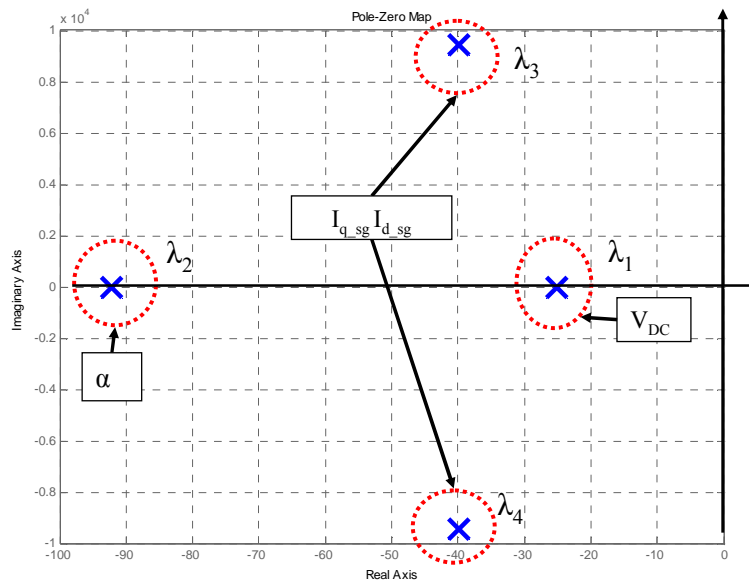 Pole-Zero Map
x 10⁴
1
0.8
0.6
0.4
0.2
0
-0.2
-0.4
-0.6
-0.8
-1
Imaginary Axis
λ₃
I_q_sg I_d_sg
λ₂
λ₁
V_DC
α
λ₄
-100 -90 -80 -70 -60 -50 -40 -30 -20 -10 0
Real Axis